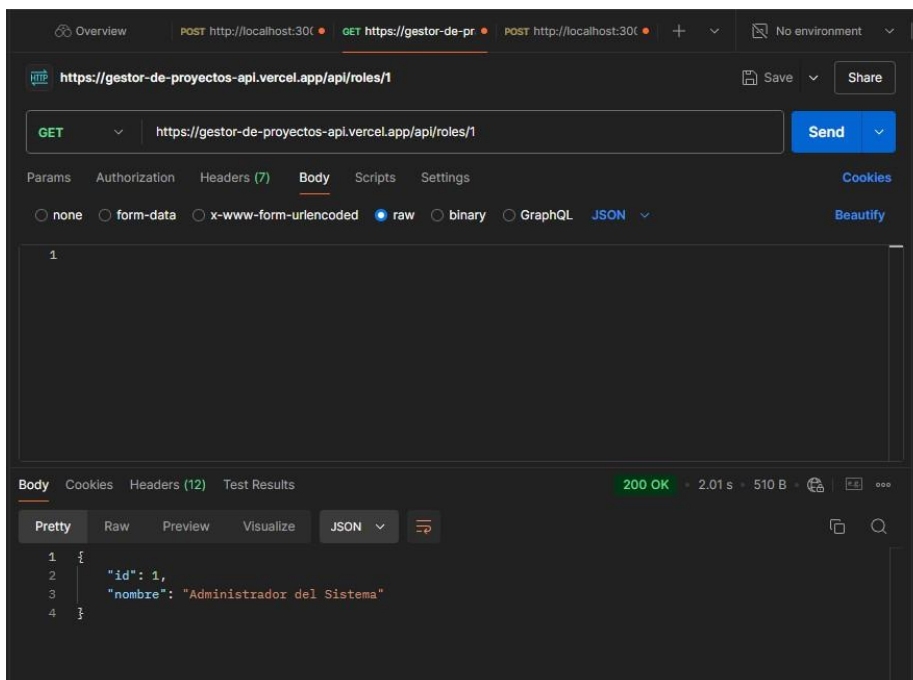 Overview POST http://localhost:300 GET https://gestor-de-pr POST http://localhost:300 No environment
HTTP https://gestor-de-proyectos-api.vercel.app/api/roles/1 Save Share
GET https://gestor-de-proyectos-api.vercel.app/api/roles/1 Send
Params Authorization Headers (7) Body Scripts Settings Cookies
none form-data x-www-form-urlencoded raw binary GraphQL JSON Beautify
1
Body Cookies Headers (12) Test Results 200 OK 2.01 s 510 B e.g.
Pretty Raw Preview Visualize JSON
1 {
2 "id": 1,
3 "nombre": "Administrador del Sistema"
4 }